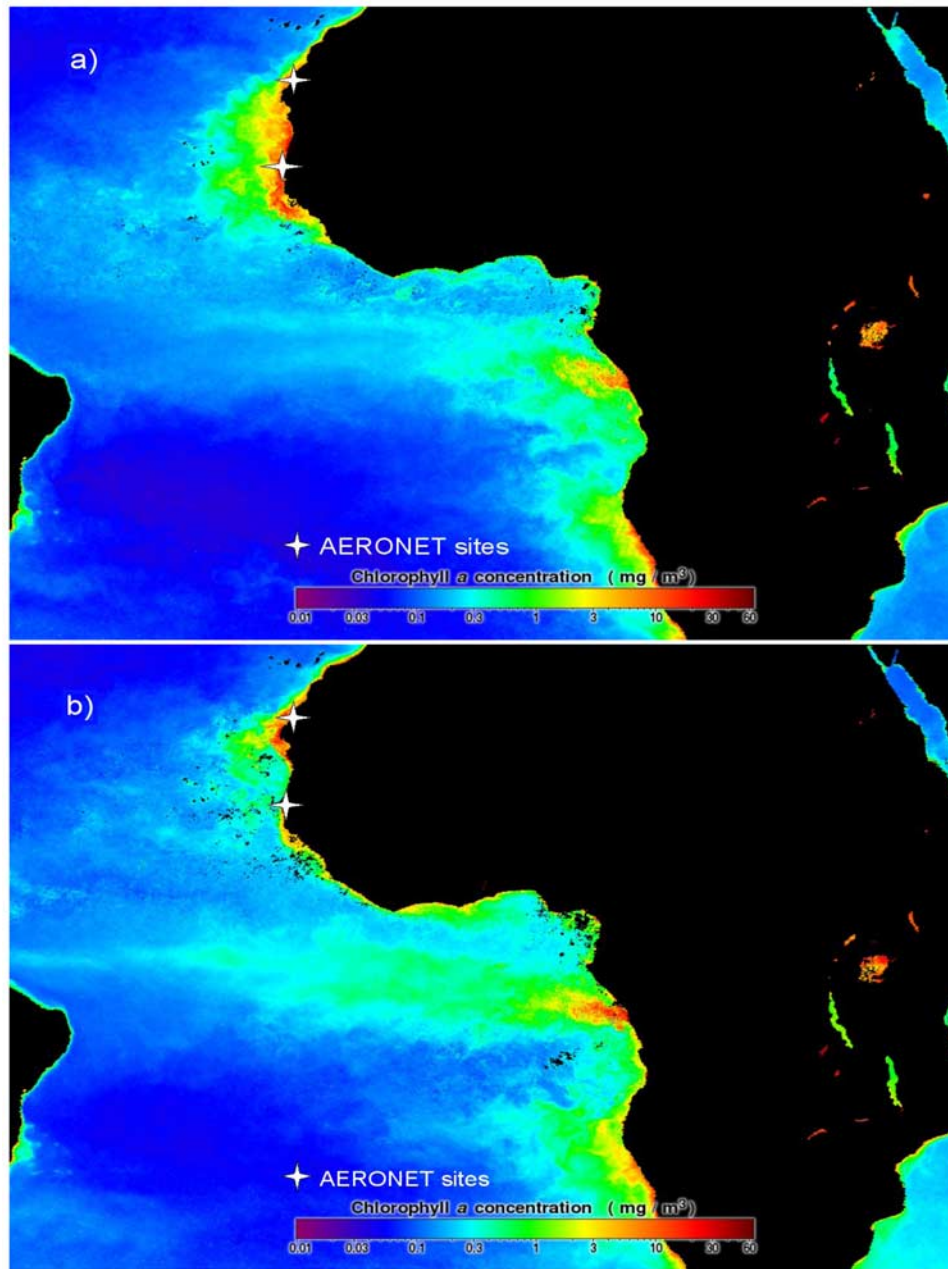 a)
AERONET sites
Chlorophyll a concentration ( mg / m³)
0.01 0.03 0.1 0.3 1 3 10 30 60
b)
AERONET sites
Chlorophyll a concentration ( mg / m³)
0.01 0.03 0.1 0.3 1 3 10 30 60